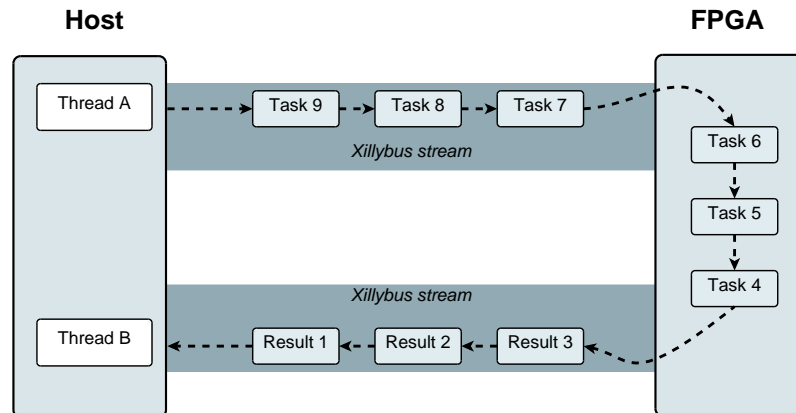 Host
FPGA
Thread A
Task 9
Task 8
Task 7
Xillybus stream
Task 6
Task 5
Task 4
Xillybus stream
Thread B
Result 1
Result 2
Result 3